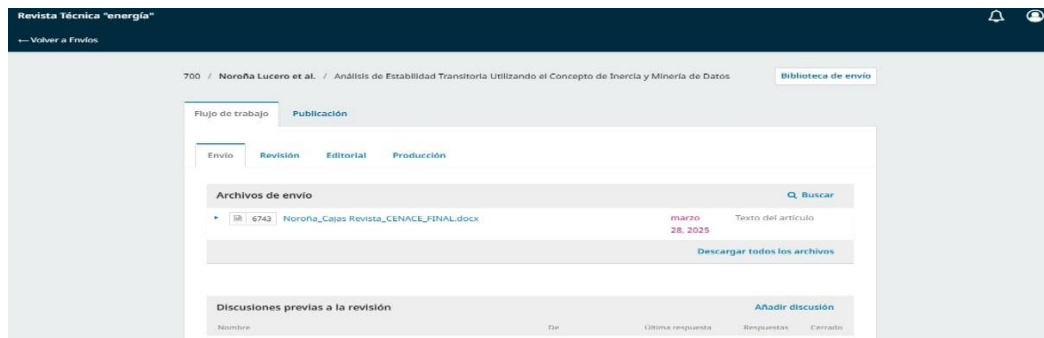 Revista Técnica "energía"
← Volver a Envíos
700 / Noroña Lucero et al. / Análisis de Estabilidad Transitoria Utilizando el Concepto de Inercia y Minería de Datos Biblioteca de envío
Flujo de trabajo Publicación
Envío Revisión Editorial Producción
Archivos de envío Buscar
6743 Noroña_Cajas Revista_CENACE_FINAL.docx marzo 28, 2025 Texto del artículo
Descargar todos los archivos
Discusiones previas a la revisión Añadir discusión
Nombre De Última respuesta Respuestas Cerrado